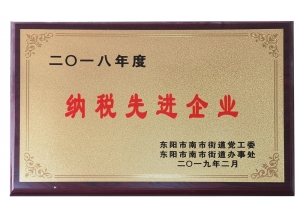 二〇一八年度
纳税先进企业
东阳市南市街道党工委
东阳市南市街道办事处
二〇一九年二月